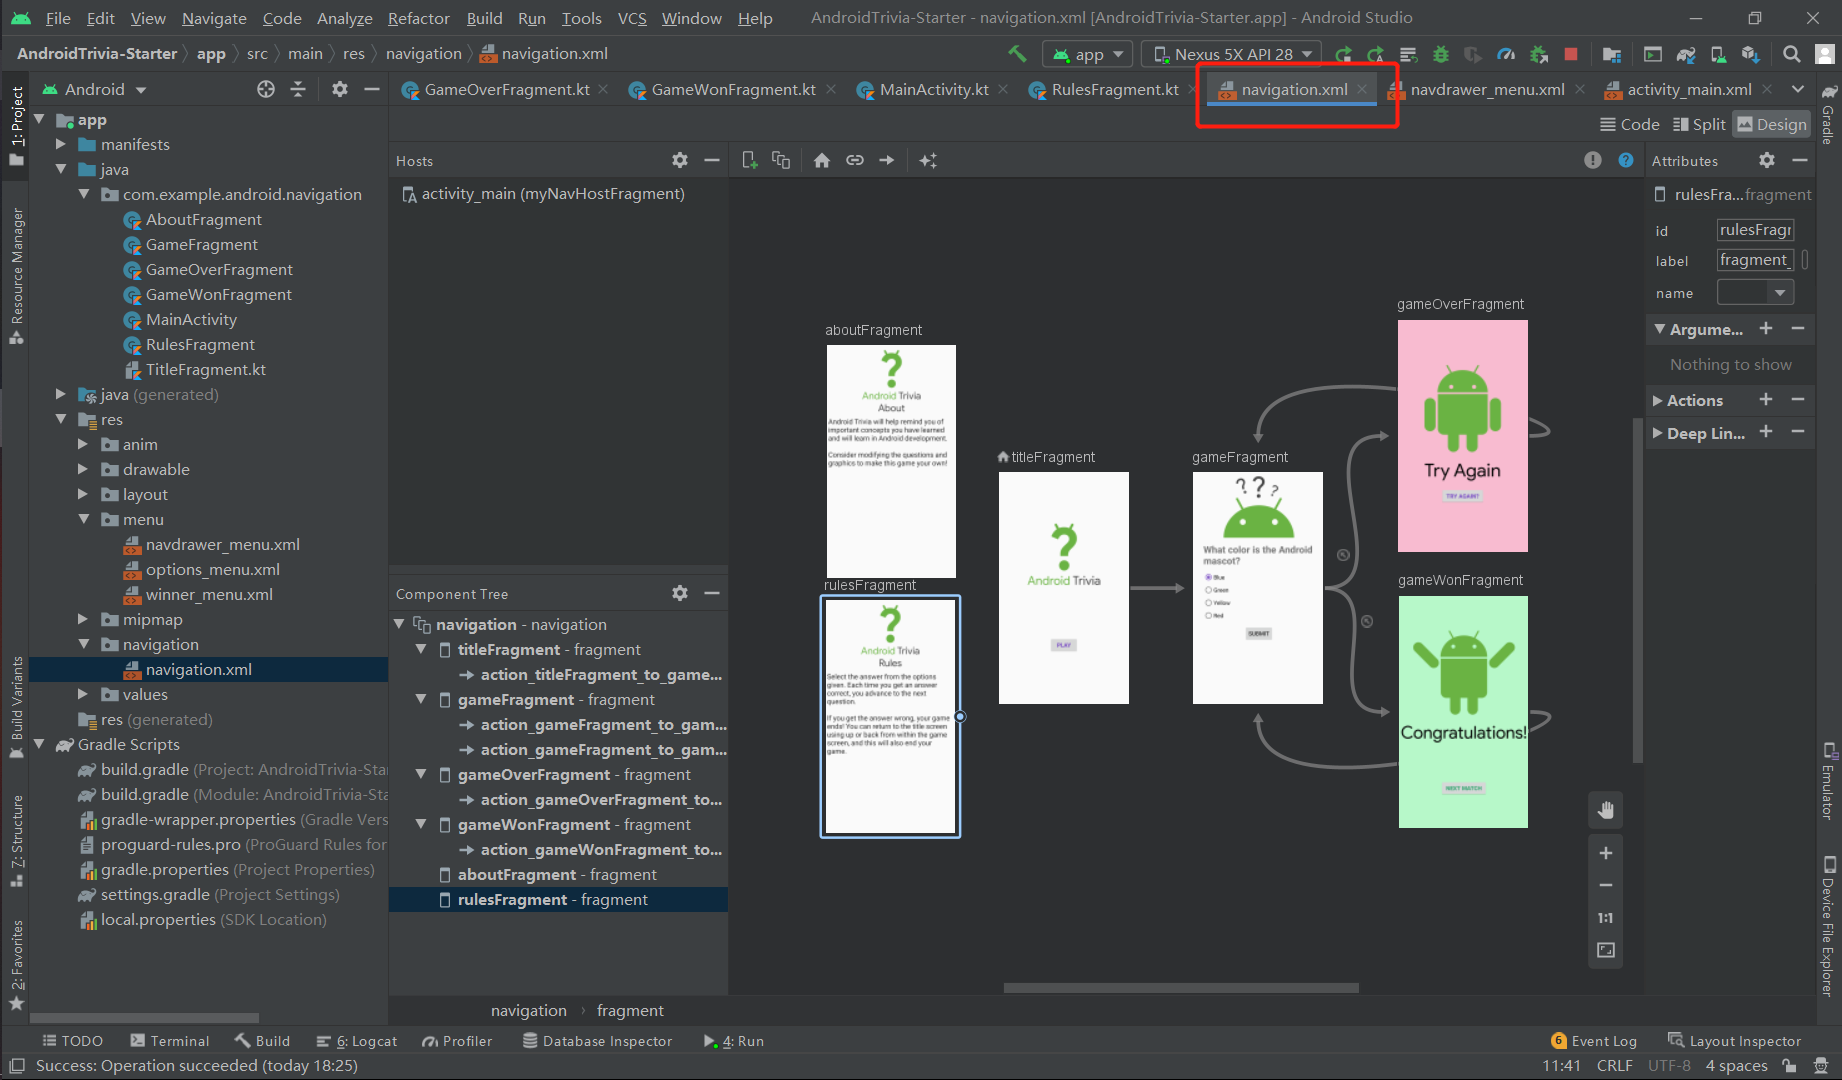 File Edit View Navigate Code Analyze Refactor Build Run Tools VCS Window Help AndroidTrivia-Starter - navigation.xml [AndroidTrivia-Starter.app] - Android Studio
AndroidTrivia-Starter app src main res navigation navigation.xml app Nexus 5X API 28
Android
GameOverFragment.kt GameWonFragment.kt MainActivity.kt RulesFragment.kt navigation.xml navdrawer_menu.xml activity_main.xml
Code Split Design
1: Project
Resource Manager
Build Variants
7: Structure
2: Favorites
app
manifests
java
com.example.android.navigation
AboutFragment
GameFragment
GameOverFragment
GameWonFragment
MainActivity
RulesFragment
TitleFragment.kt
java (generated)
res
anim
drawable
layout
menu
navdrawer_menu.xml
options_menu.xml
winner_menu.xml
mipmap
navigation
navigation.xml
values
res (generated)
Gradle Scripts
build.gradle (Project: AndroidTrivia-Sta
build.gradle (Module: AndroidTrivia-Sta
gradle-wrapper.properties (Gradle Vers
proguard-rules.pro (ProGuard Rules for
gradle.properties (Project Properties)
settings.gradle (Project Settings)
local.properties (SDK Location)
Hosts
activity_main (myNavHostFragment)
Component Tree
navigation - navigation
titleFragment - fragment
action_titleFragment_to_game...
gameFragment - fragment
action_gameFragment_to_gam...
action_gameFragment_to_gam...
gameOverFragment - fragment
action_gameOverFragment_to...
gameWonFragment - fragment
action_gameWonFragment_to...
aboutFragment - fragment
rulesFragment - fragment
aboutFragment
Android Trivia
About
Android Trivia will help remind you of
important concepts you have learned
and will learn in Android development.
Consider modifying the questions and
graphics to make this game your own!
rulesFragment
Android Trivia
Rules
Select the answer from the options
given. Each time you get an answer
correct, you advance to the next
question.
If you get the answer wrong, your game
ends! You can return to the title screen
using up or back from within the game
screen, and this will also end your
game.
titleFragment
Android Trivia
PLAY
gameFragment
???
What color is the Android
mascot?
Blue
Green
Yellow
Red
SUBMIT
gameOverFragment
Try Again
TRY AGAIN?
gameWonFragment
Congratulations!
NEXT MATCH
1:1
Attributes
rulesFra...fragment
id rulesFragr
label fragment_
name
Argume...
Nothing to show
Actions
Deep Lin...
Gradle
Emulator
Device File Explorer
navigation fragment
TODO Terminal Build 6: Logcat Profiler Database Inspector 4: Run 6 Event Log Layout Inspector
Success: Operation succeeded (today 18:25) 11:41 CRLF UTF-8 4 spaces